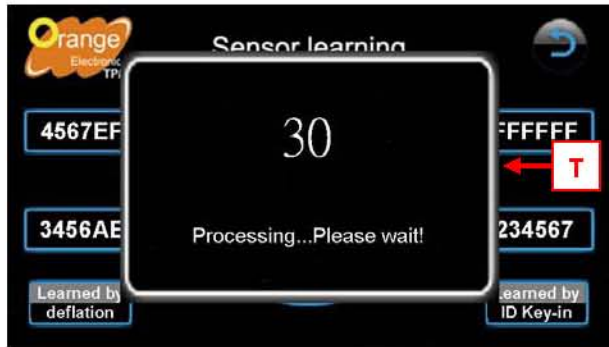 Orange
Electronic
TP
Sensor learning
4567EF
FFFFFF
30
T
3456AE
234567
Processing...Please wait!
Learned by
deflation
Learned by
ID Key-in